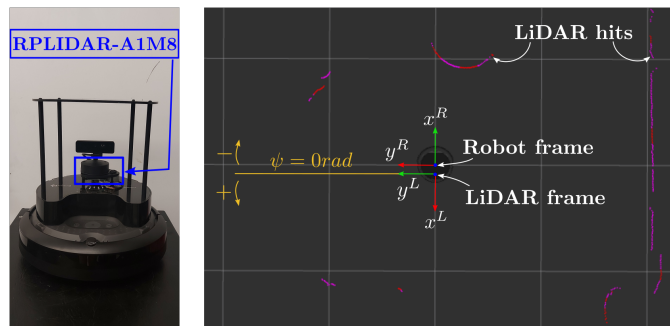 RPLIDAR-A1M8
LiDAR hits
x^R
Robot frame
y^R
ψ = 0rad
−
+
y^L
LiDAR frame
x^L